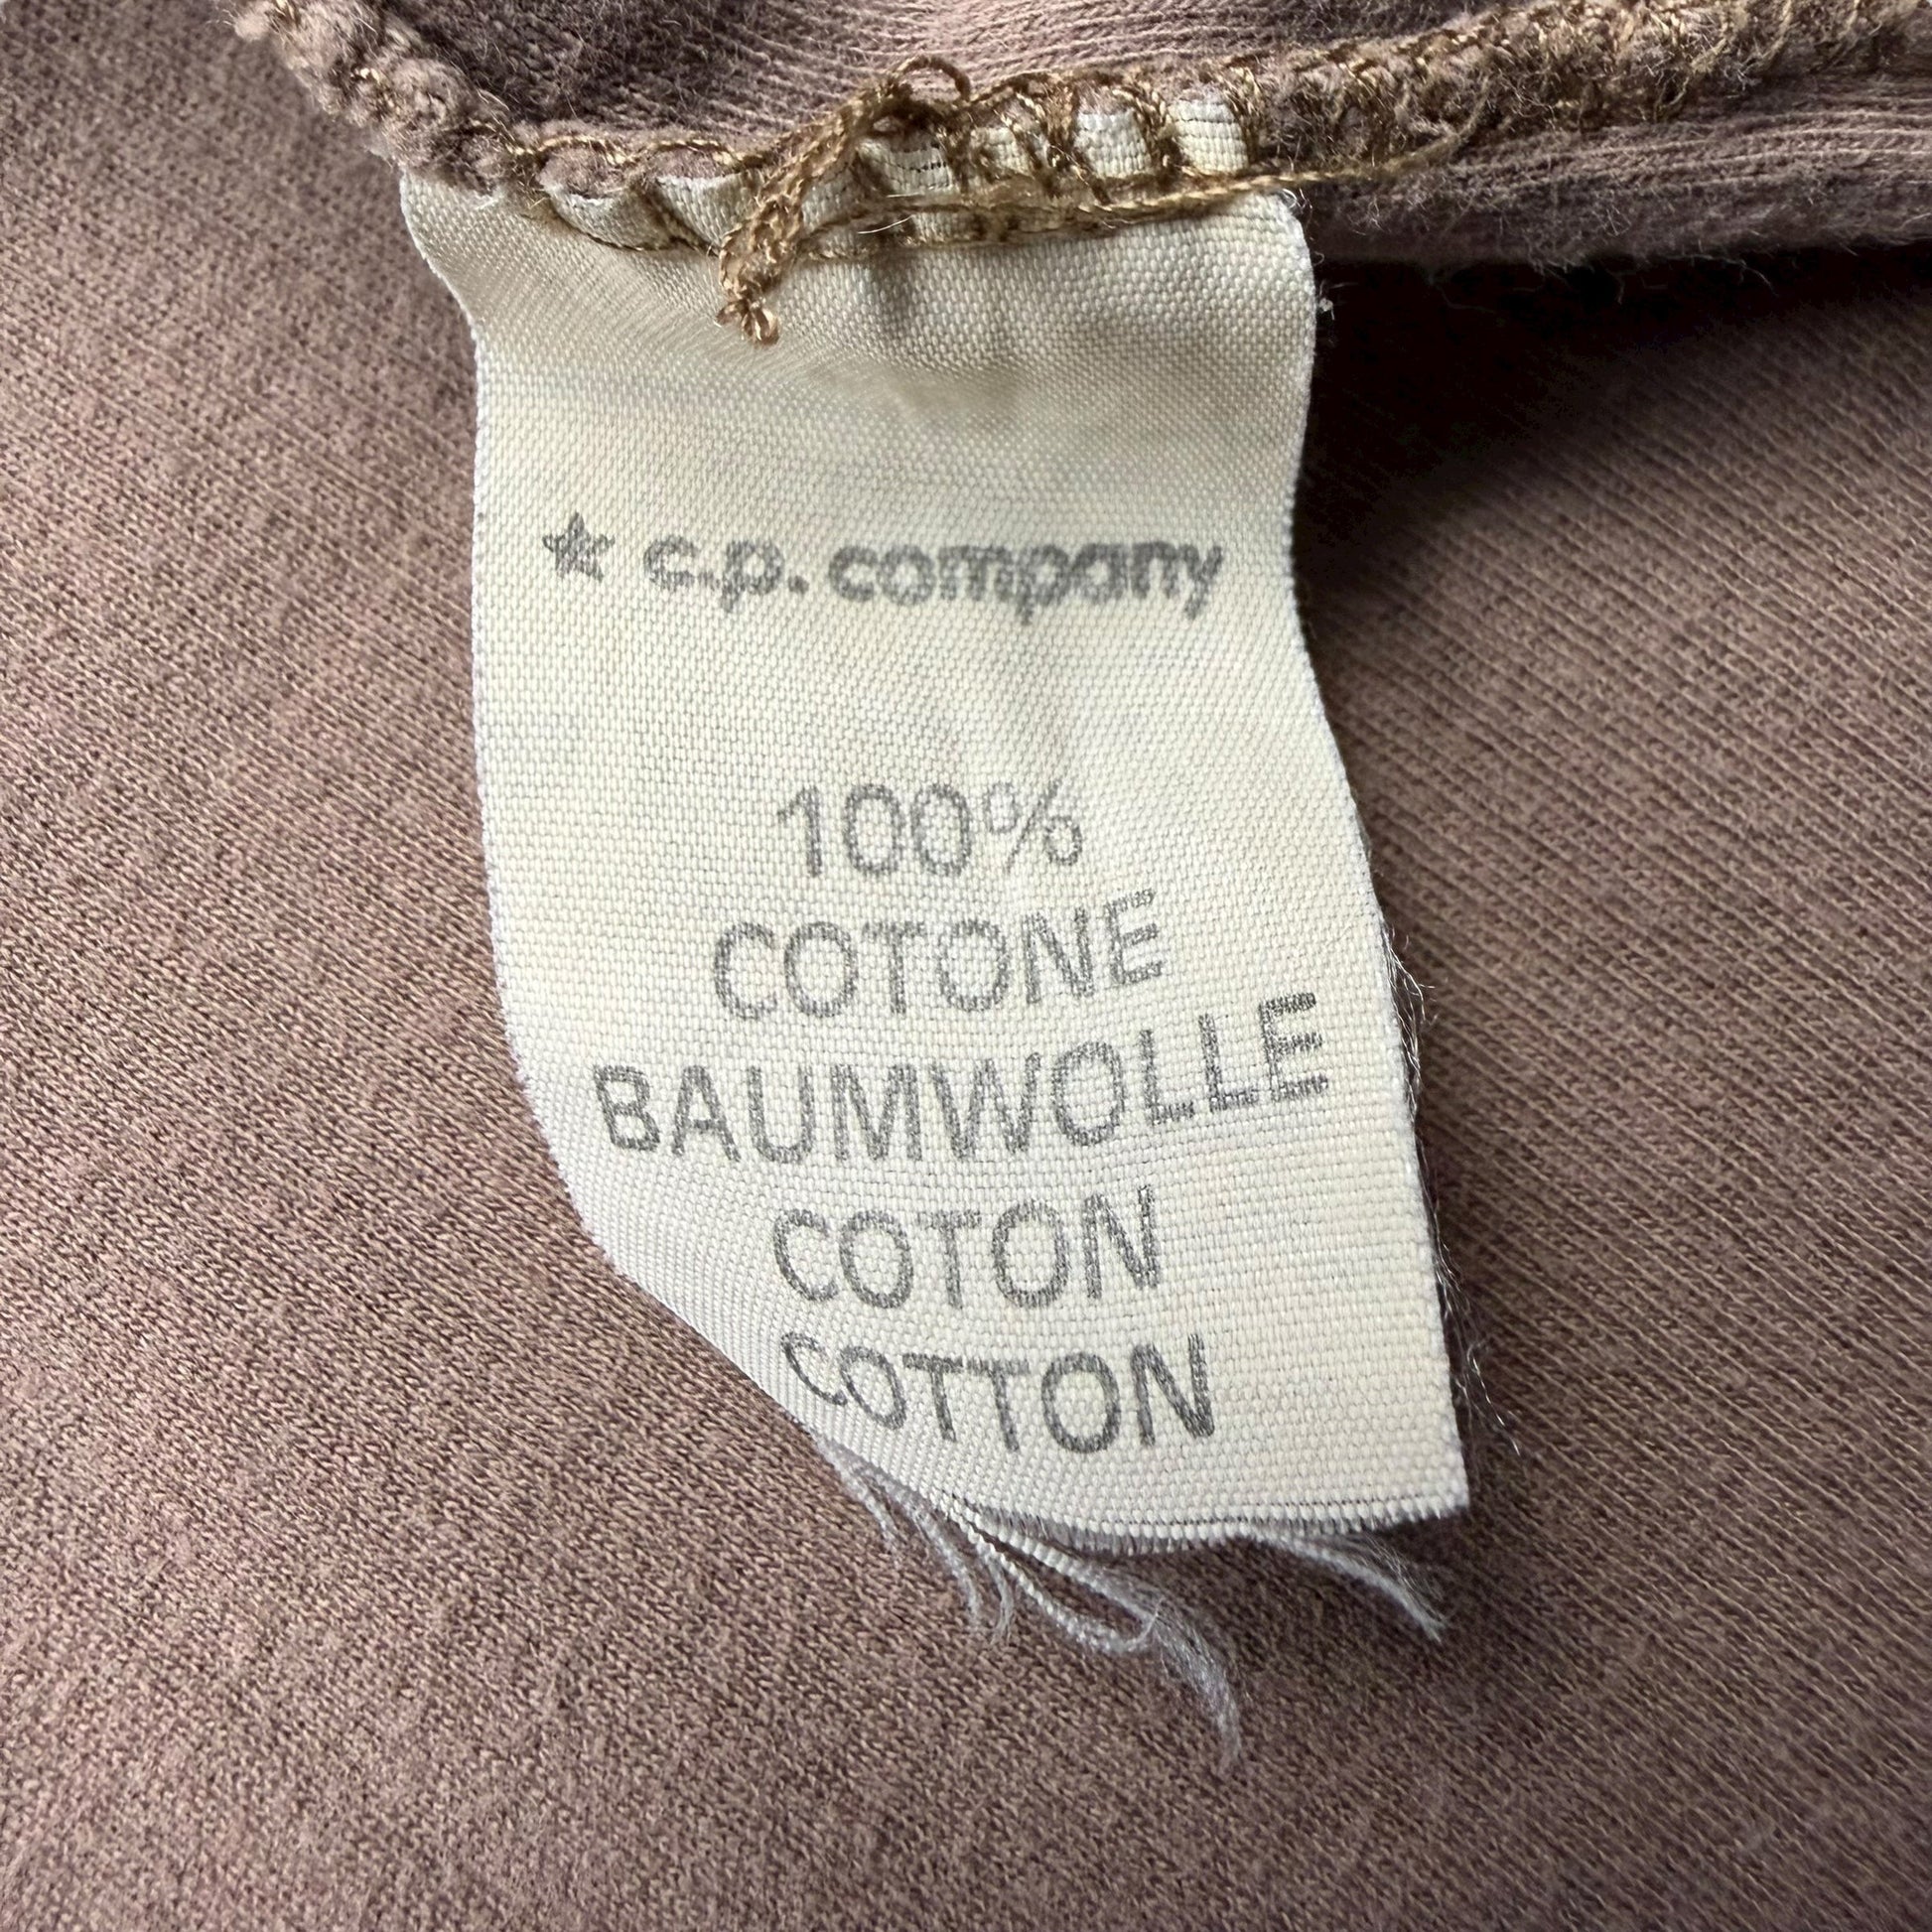 ★ c.p. company
100%
COTONE
BAUMWOLLE
COTON
COTTON